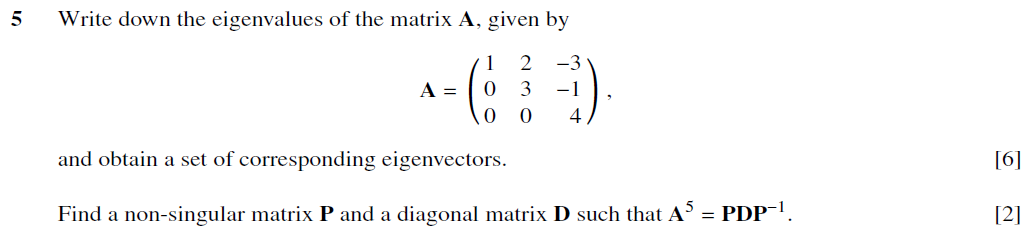 5 Write down the eigenvalues of the matrix A, given by
1 2 −3
A = ( 0 3 −1 ) ,
0 0 4
and obtain a set of corresponding eigenvectors. [6]
Find a non-singular matrix P and a diagonal matrix D such that A⁵ = PDP⁻¹. [2]